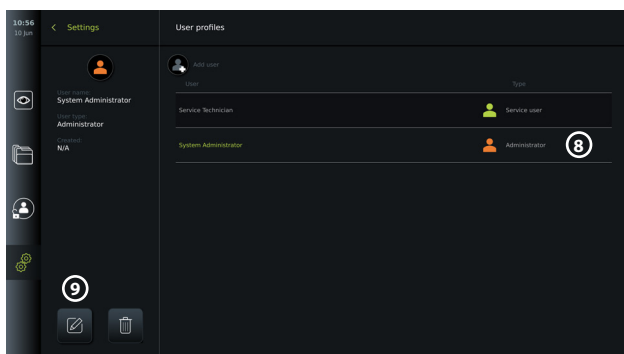 10:56
10 Jun
Settings
User profiles
Add user
User
Type
User name:
System Administrator
User type:
Administrator
Created:
N/A
Service Technician
Service user
System Administrator
Administrator
8
9